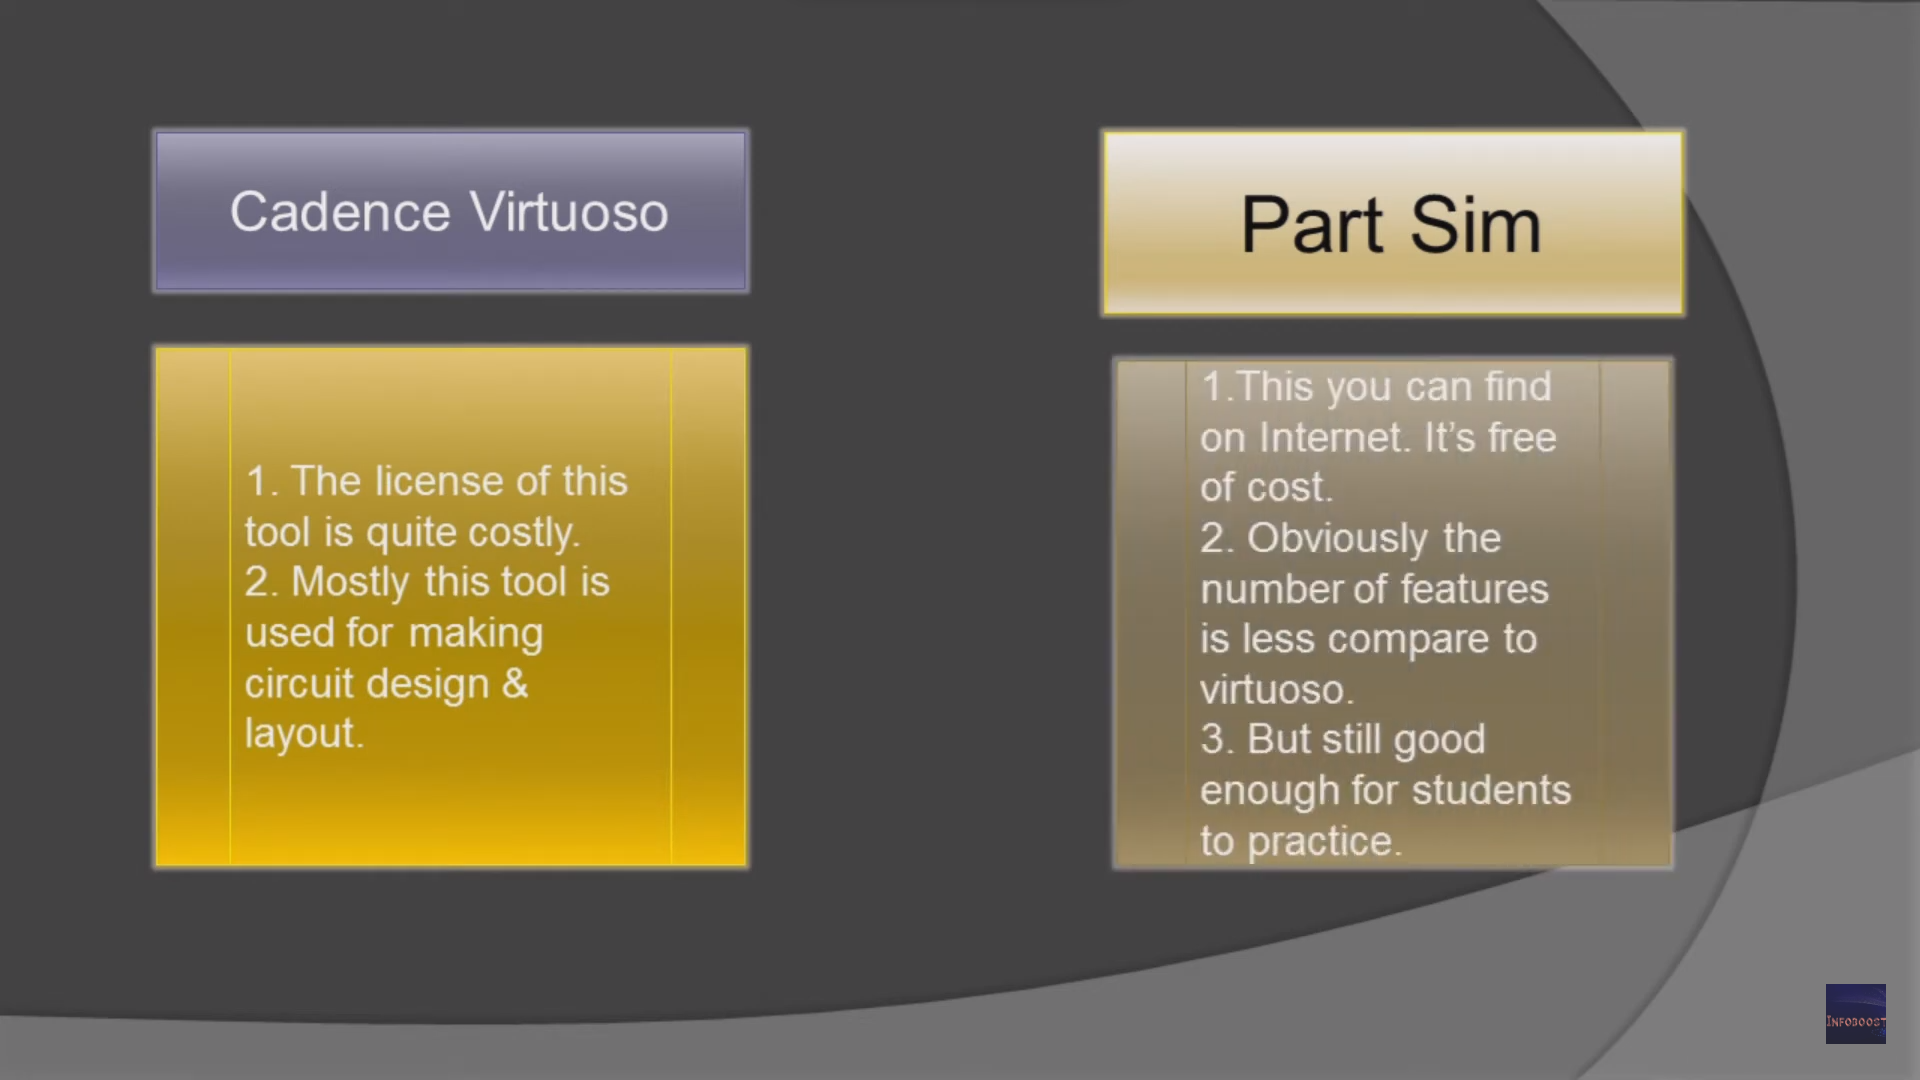 Cadence Virtuoso
1. The license of this
tool is quite costly.
2. Mostly this tool is
used for making
circuit design &
layout.
Part Sim
1.This you can find
on Internet. It’s free
of cost.
2. Obviously the
number of features
is less compare to
virtuoso.
3. But still good
enough for students
to practice.
INFOBOOST